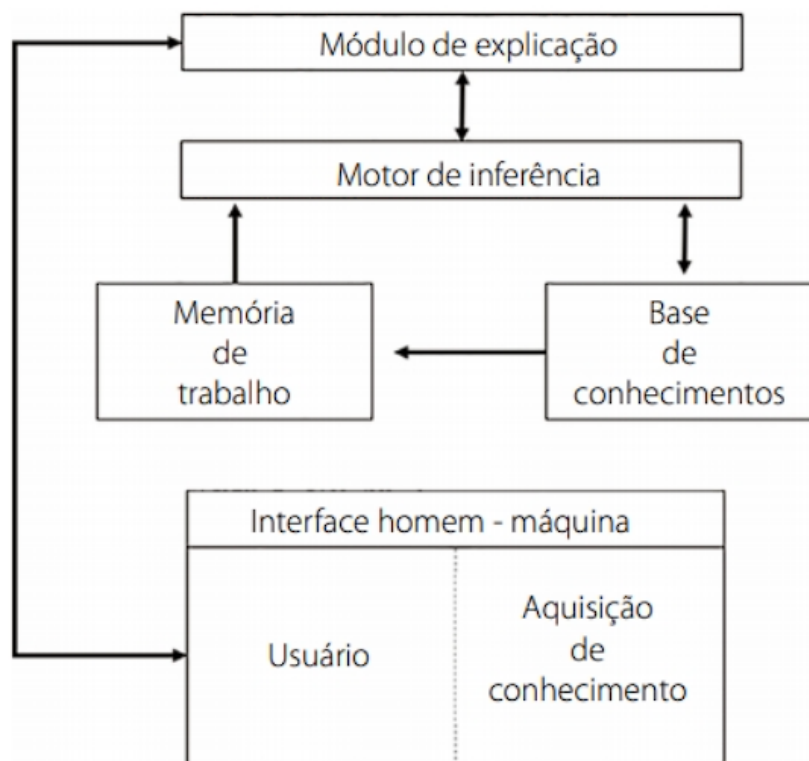 Módulo de explicação
Motor de inferência
Memória
de
trabalho
Base
de
conhecimentos
Interface homem - máquina
Usuário
Aquisição
de
conhecimento